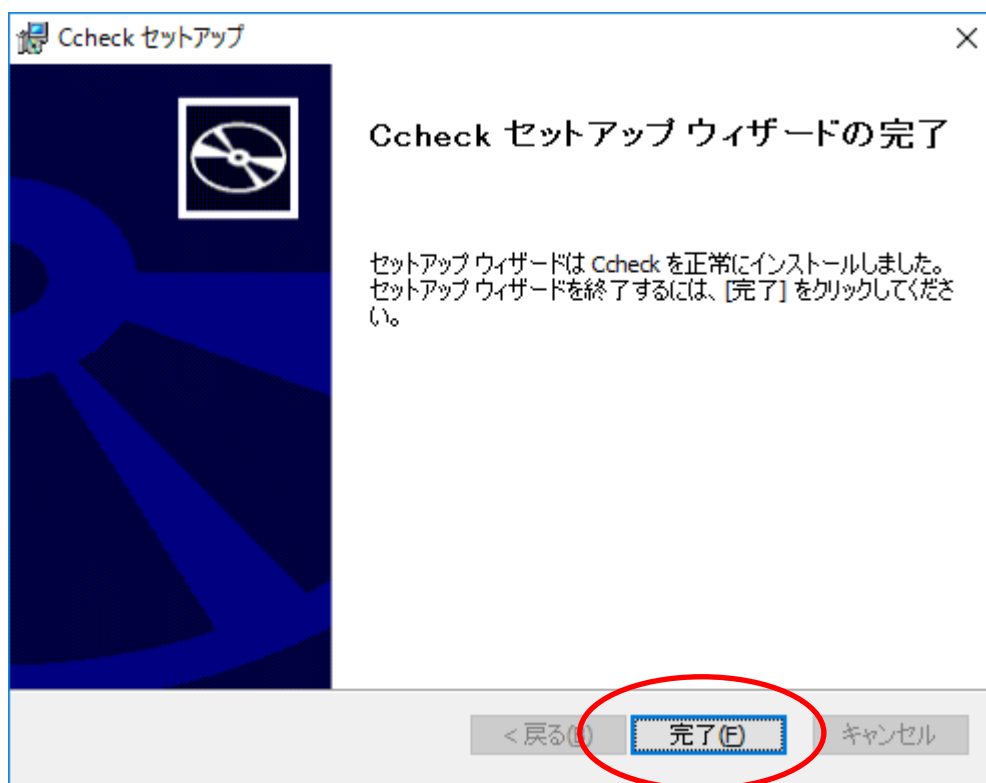 Ccheck セットアップ
Ccheck セットアップ ウィザードの完了
セットアップ ウィザードは Ccheck を正常にインストールしました。
セットアップ ウィザードを終了するには、[完了] をクリックしてくださ
い。
< 戻る(B)
完了(F)
キャンセル